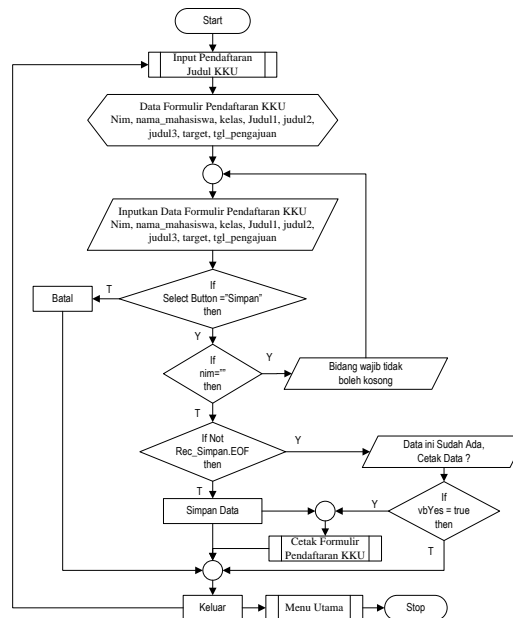 Start
Input Pendaftaran
Judul KKU
Data Formulir Pendaftaran KKU
Nim, nama_mahasiswa, kelas, Judul1, judul2,
judul3, target, tgl_pengajuan
Inputkan Data Formulir Pendaftaran KKU
Nim, nama_mahasiswa, kelas, Judul1, judul2,
judul3, target, tgl_pengajuan
If
Select Button ="Simpan"
then
T
Batal
Y
If
nim=""
then
Y
Bidang wajib tidak
boleh kosong
T
If Not
Rec_Simpan.EOF
then
Y
Data ini Sudah Ada,
Cetak Data ?
T
Simpan Data
If
vbYes = true
then
Y
T
Cetak Formulir
Pendaftaran KKU
Keluar
Menu Utama
Stop